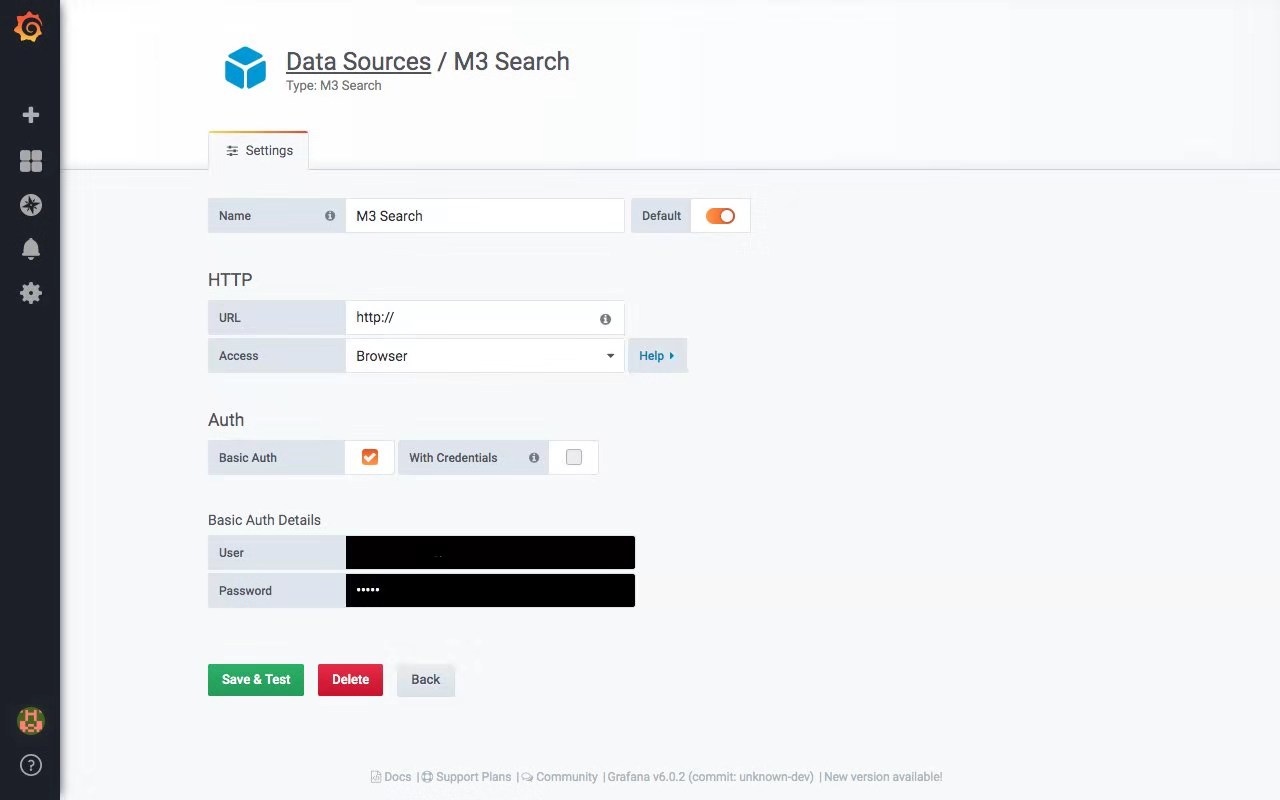 Data Sources / M3 Search
Type: M3 Search
Settings
Name M3 Search Default
HTTP
URL http://
Access Browser Help
Auth
Basic Auth With Credentials
Basic Auth Details
User
Password •••••
Save & Test Delete Back
Docs | Support Plans | Community | Grafana v6.0.2 (commit: unknown-dev) | New version available!